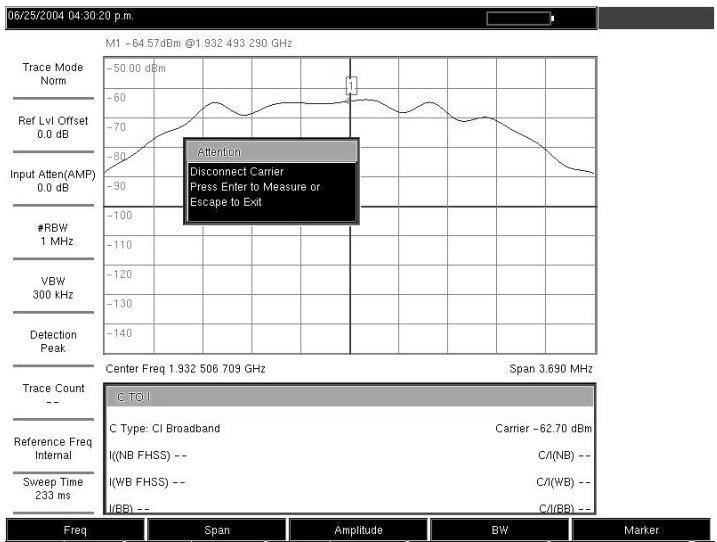 06/25/2004 04:30:20 p.m.
M1 -64.57dBm @1.932 493 290 GHz
Trace Mode
Norm
Ref Lvl Offset
0.0 dB
Input Atten(AMP)
0.0 dB
#RBW
1 MHz
VBW
300 kHz
Detection
Peak
Trace Count
--
Reference Freq
Internal
Sweep Time
233 ms
-50.00 dBm
-60
-70
-80
-90
-100
-110
-120
-130
-140
1
Attention
Disconnect Carrier
Press Enter to Measure or
Escape to Exit
Center Freq 1.932 506 709 GHz Span 3.690 MHz
C TO I
C Type: CI Broadband Carrier -62.70 dBm
I((NB FHSS) -- C/I(NB) --
I(WB FHSS) -- C/I(WB) --
I(BB) -- C/I(BB) --
Freq Span Amplitude BW Marker